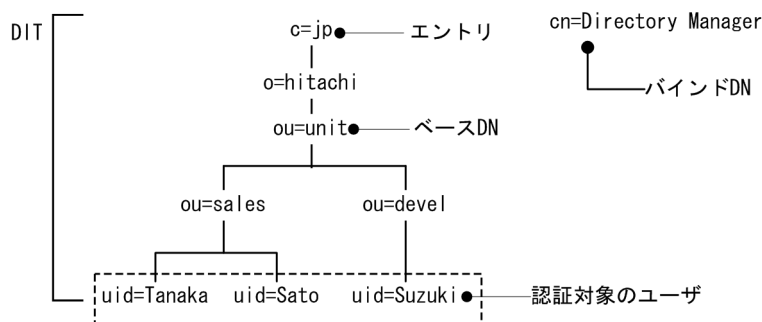 DIT
c=jp
エントリ
cn=Directory Manager
バインドDN
o=hitachi
ou=unit
ベースDN
ou=sales
ou=devel
uid=Tanaka
uid=Sato
uid=Suzuki
認証対象のユーザ